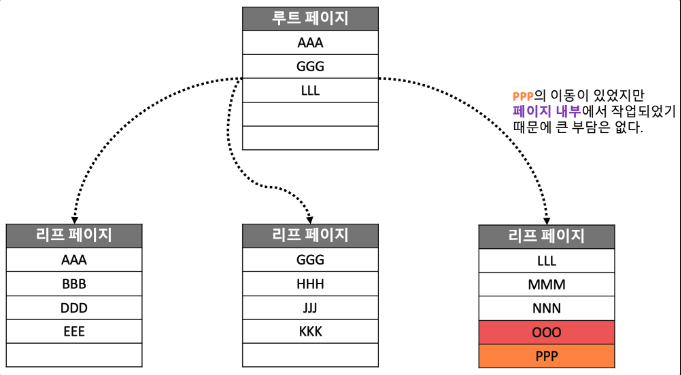 루트 페이지
AAA
GGG
LLL
PPP의 이동이 있었지만
페이지 내부에서 작업되었기
때문에 큰 부담은 없다.
리프 페이지
AAA
BBB
DDD
EEE
리프 페이지
GGG
HHH
JJJ
KKK
리프 페이지
LLL
MMM
NNN
OOO
PPP